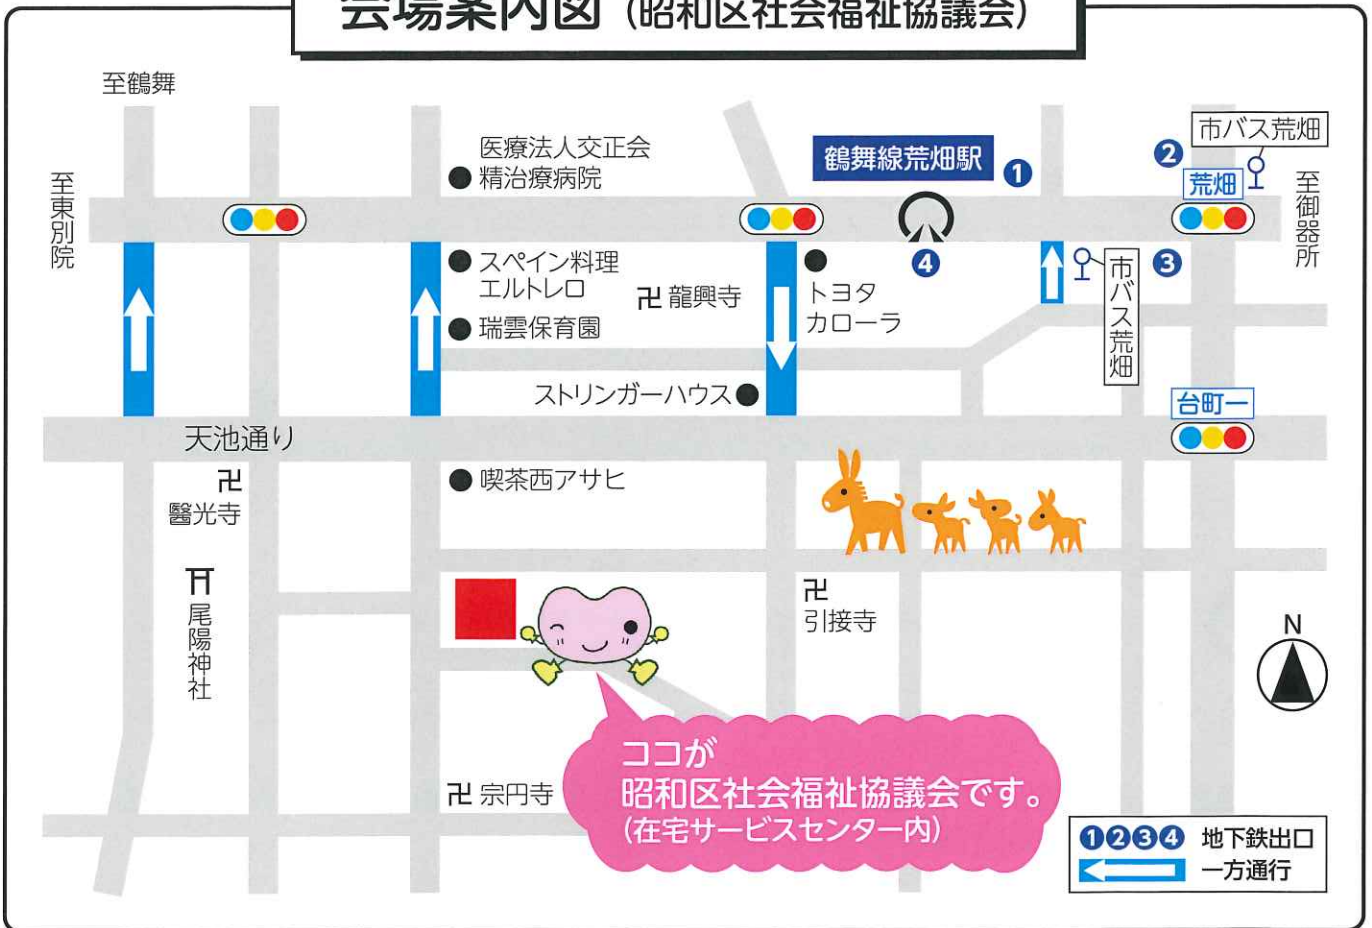 会場案内図(昭和区社会福祉協議会)
至鶴舞
至東別院
医療法人交正会
精治療病院
鶴舞線荒畑駅
❶
❷
市バス荒畑
荒畑
至御器所
スペイン料理
エルトレロ
瑞雲保育園
卍 龍興寺
トヨタ
カローラ
❹
市バス荒畑
❸
ストリンガーハウス
台町一
天池通り
卍
醫光寺
喫茶西アサヒ
尾陽神社
卍
引接寺
N
ココが
昭和区社会福祉協議会です。
(在宅サービスセンター内)
卍 宗円寺
❶❷❸❹ 地下鉄出口
一方通行